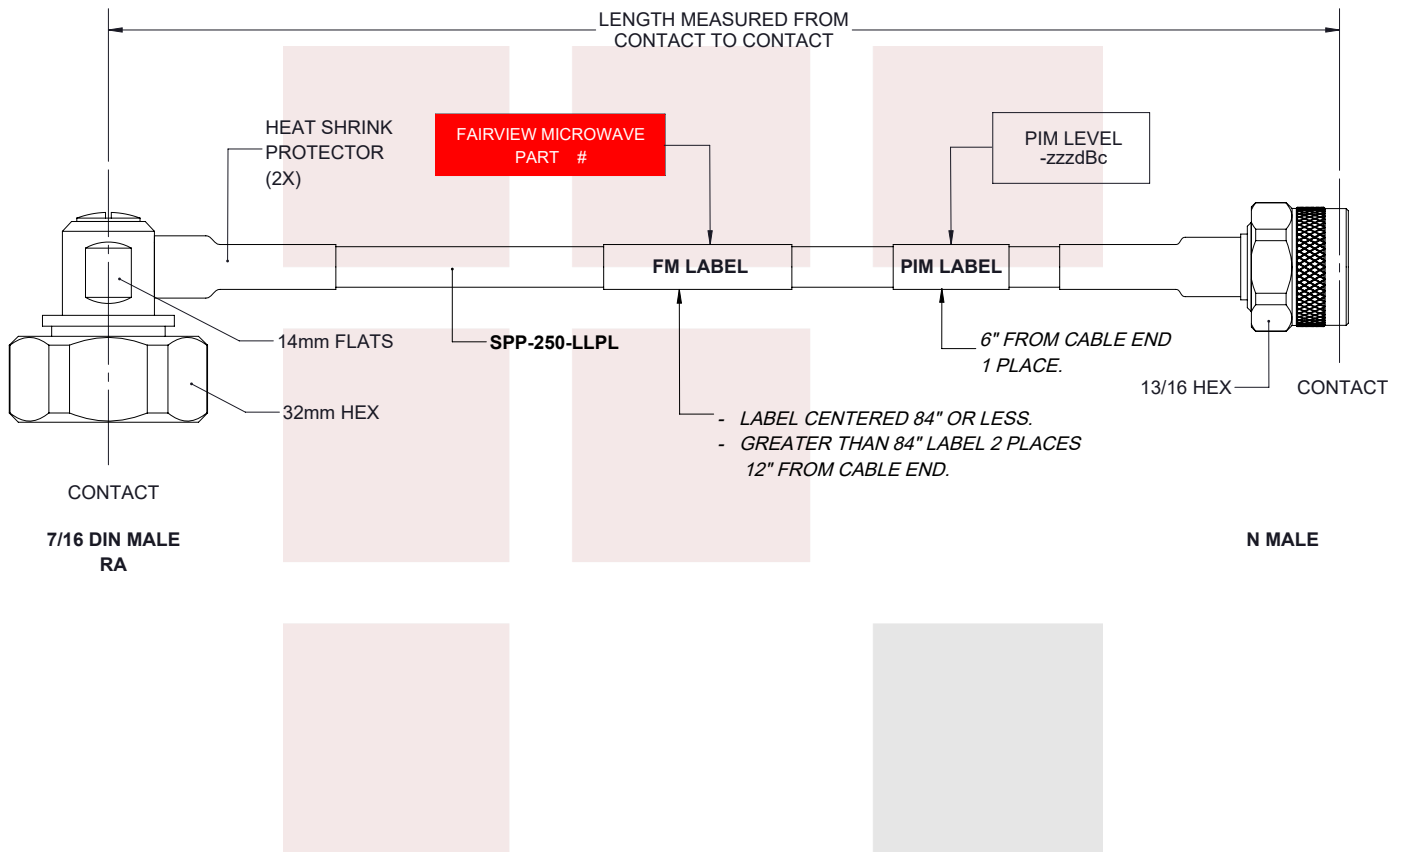 LENGTH MEASURED FROM
CONTACT TO CONTACT
HEAT SHRINK
PROTECTOR
(2X)
FAIRVIEW MICROWAVE
PART #
PIM LEVEL
-zzzdBc
FM LABEL
PIM LABEL
14mm FLATS
SPP-250-LLPL
6" FROM CABLE END
1 PLACE.
32mm HEX
13/16 HEX
CONTACT
- LABEL CENTERED 84" OR LESS.
- GREATER THAN 84" LABEL 2 PLACES
12" FROM CABLE END.
CONTACT
7/16 DIN MALE
RA
N MALE